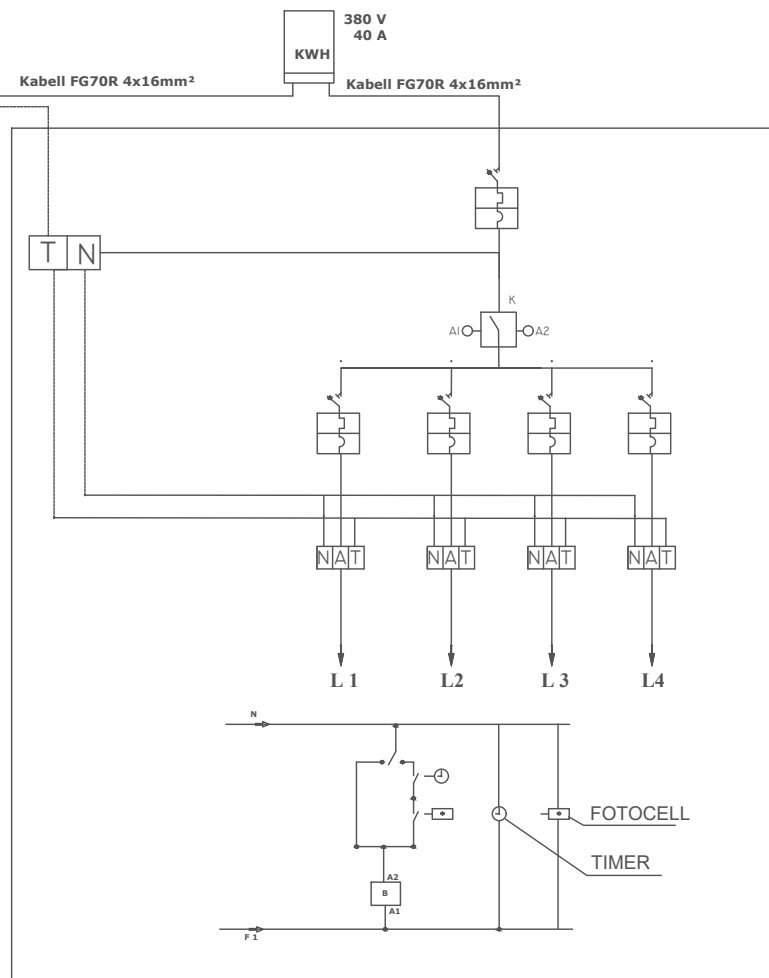 380 V
40 A
KWH
Kabell FG70R 4x16mm²
Kabell FG70R 4x16mm²
T N
K
A1 A2
N A T
N A T
N A T
N A T
L 1
L2
L 3
L4
N
FOTOCELL
TIMER
A2
B
A1
F 1